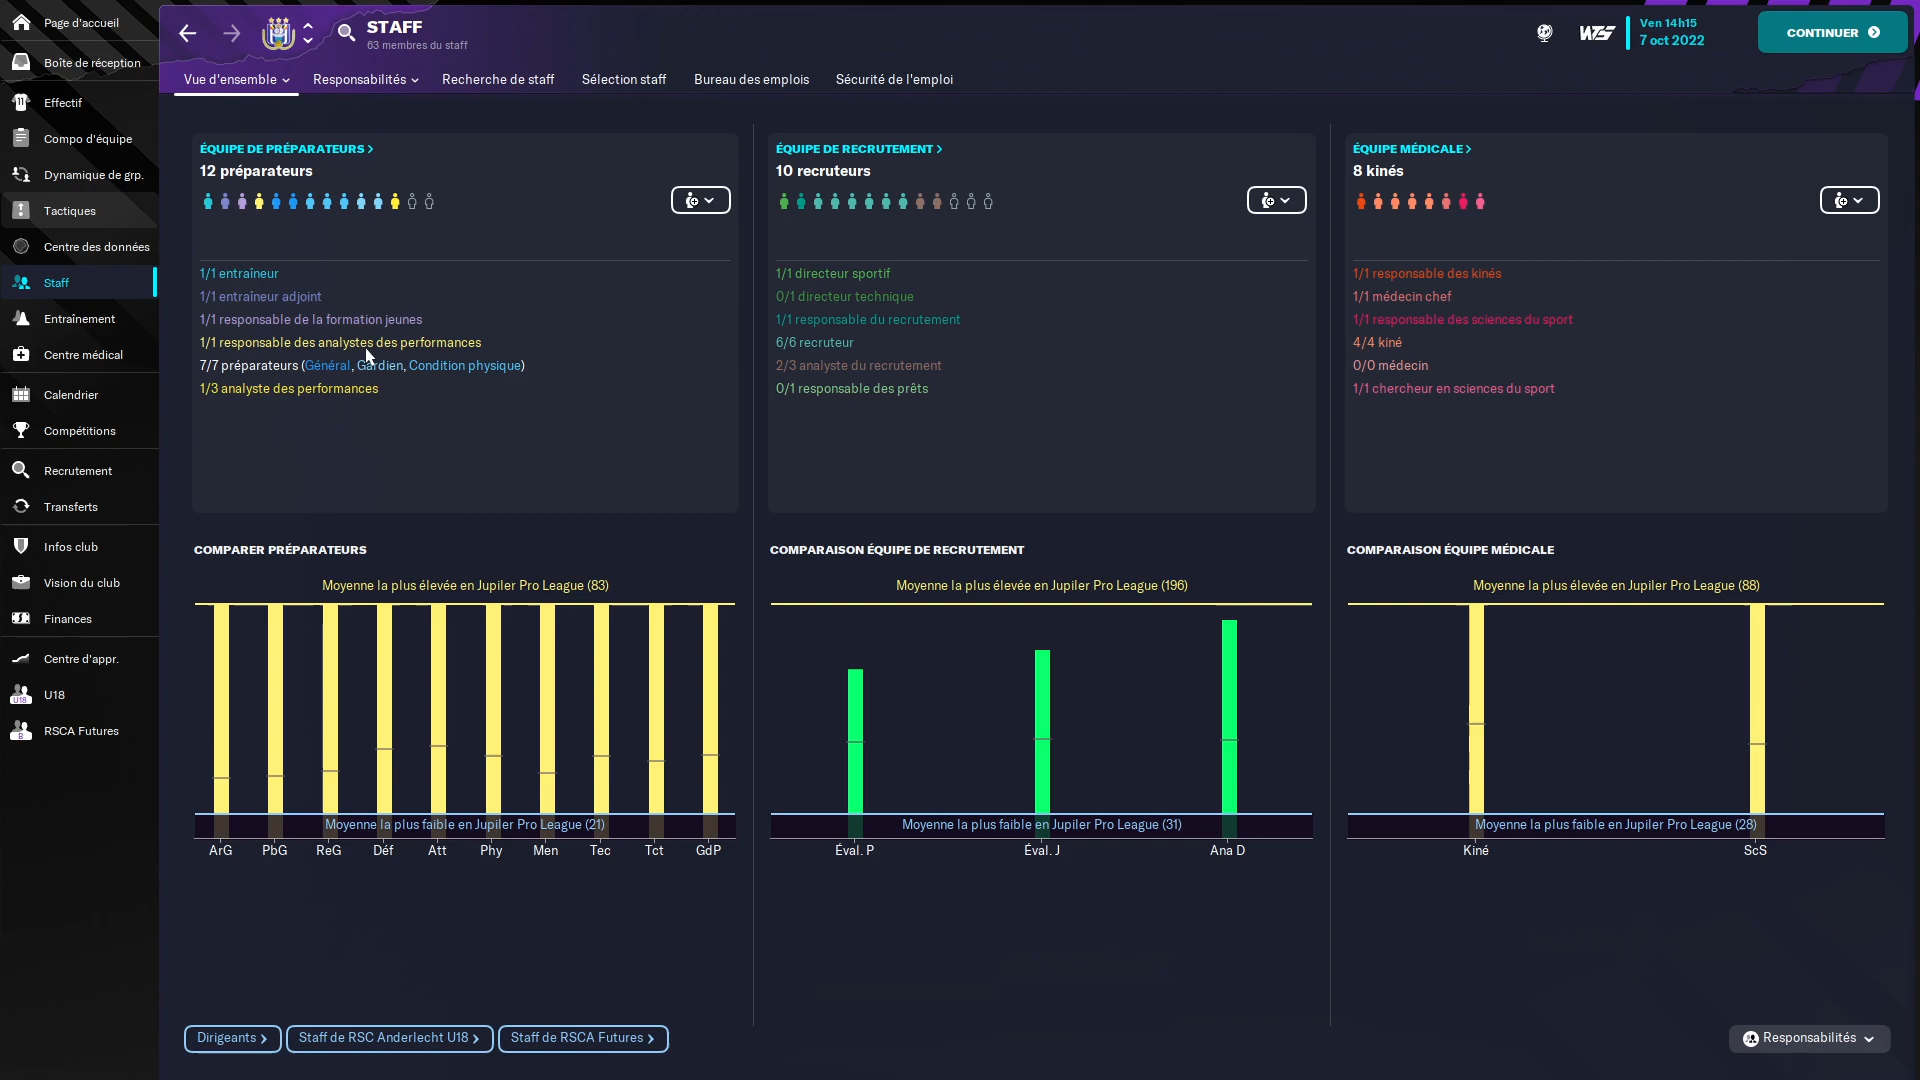 Page d'accueil
Boîte de réception
Effectif
Compo d'équipe
Dynamique de grp.
Tactiques
Centre des données
Staff
Entraînement
Centre médical
Calendrier
Compétitions
Recrutement
Transferts
Infos club
Vision du club
Finances
Centre d'appr.
U18
U18
RSCA Futures
B
STAFF
63 membres du staff
Ven 14h15
7 oct 2022
CONTINUER
Vue d'ensemble
Responsabilités
Recherche de staff
Sélection staff
Bureau des emplois
Sécurité de l'emploi
ÉQUIPE DE PRÉPARATEURS
12 préparateurs
1/1 entraîneur
1/1 entraîneur adjoint
1/1 responsable de la formation jeunes
1/1 responsable des analystes des performances
7/7 préparateurs (Général, Gardien, Condition physique)
1/3 analyste des performances
ÉQUIPE DE RECRUTEMENT
10 recruteurs
1/1 directeur sportif
0/1 directeur technique
1/1 responsable du recrutement
6/6 recruteur
2/3 analyste du recrutement
0/1 responsable des prêts
ÉQUIPE MÉDICALE
8 kinés
1/1 responsable des kinés
1/1 médecin chef
1/1 responsable des sciences du sport
4/4 kiné
0/0 médecin
1/1 chercheur en sciences du sport
COMPARER PRÉPARATEURS
Moyenne la plus élevée en Jupiler Pro League (83)
Moyenne la plus faible en Jupiler Pro League (21)
ArG PbG ReG Déf Att Phy Men Tec Tct GdP
COMPARAISON ÉQUIPE DE RECRUTEMENT
Moyenne la plus élevée en Jupiler Pro League (196)
Moyenne la plus faible en Jupiler Pro League (31)
Éval. P Éval. J Ana D
COMPARAISON ÉQUIPE MÉDICALE
Moyenne la plus élevée en Jupiler Pro League (88)
Moyenne la plus faible en Jupiler Pro League (28)
Kiné ScS
Dirigeants
Staff de RSC Anderlecht U18
Staff de RSCA Futures
Responsabilités